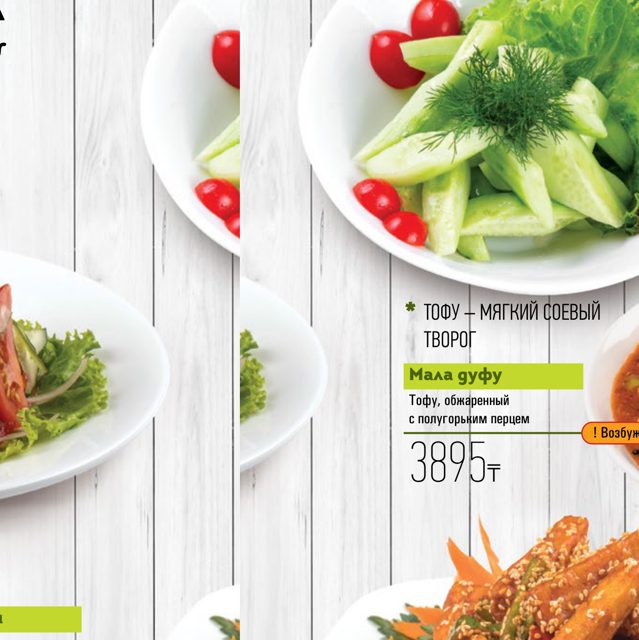 * ТОФУ – МЯГКИЙ СОЕВЫЙ
ТВОРОГ
Мала дуфу
Тофу, обжаренный
с полугорьким перцем
! Возбуж
3895₸